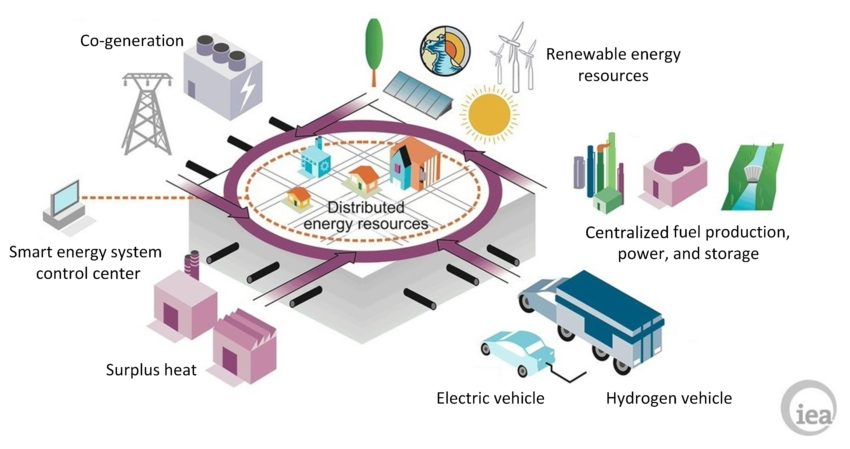 Co-generation
Renewable energy
resources
Distributed
energy resources
Centralized fuel production,
power, and storage
Smart energy system
control center
Surplus heat
Electric vehicle
Hydrogen vehicle
iea